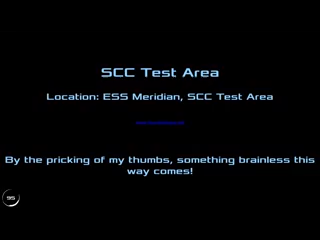 SCC Test Area
Location: ESS Meridian, SCC Test Area
By the pricking of my thumbs, something brainless this
way comes!
95